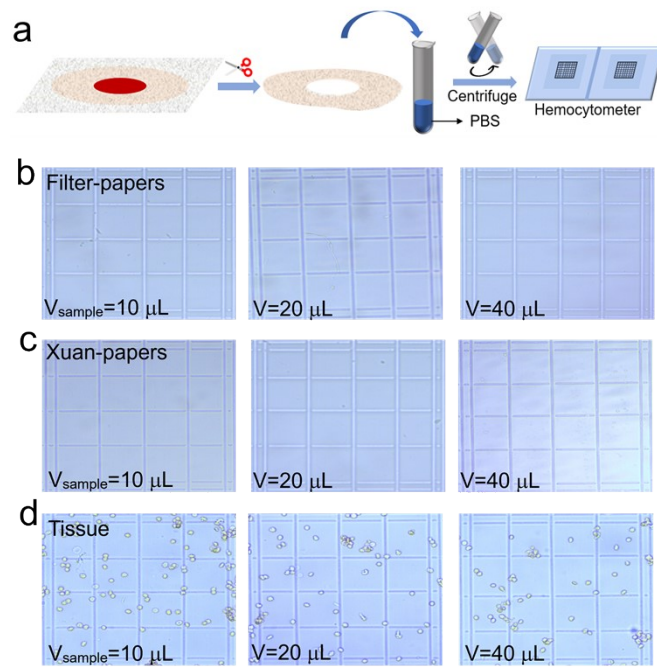 a
Centrifuge
PBS
Hemocytometer
b
Filter-papers
Vsample=10 μL
V=20 μL
V=40 μL
c
Xuan-papers
Vsample=10 μL
V=20 μL
V=40 μL
d
Tissue
Vsample=10 μL
V=20 μL
V=40 μL